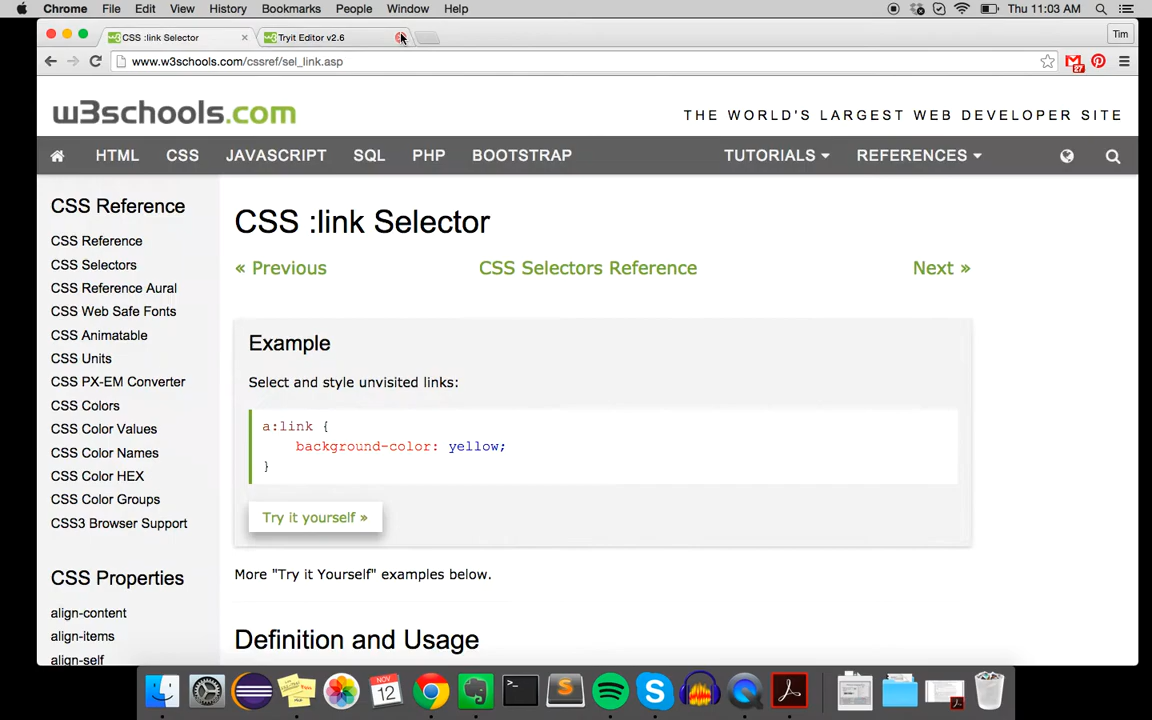 Chrome File Edit View History Bookmarks People Window Help Thu 11:03 AM
CSS :link Selector Tryit Editor v2.6 Tim
www.w3schools.com/cssref/sel_link.asp 27
w3schools.com THE WORLD'S LARGEST WEB DEVELOPER SITE
HTML CSS JAVASCRIPT SQL PHP BOOTSTRAP TUTORIALS REFERENCES
CSS Reference
CSS Reference
CSS Selectors
CSS Reference Aural
CSS Web Safe Fonts
CSS Animatable
CSS Units
CSS PX-EM Converter
CSS Colors
CSS Color Values
CSS Color Names
CSS Color HEX
CSS Color Groups
CSS3 Browser Support
CSS Properties
align-content
align-items
align-self
CSS :link Selector
« Previous CSS Selectors Reference Next »
Example
Select and style unvisited links:
a:link {
background-color: yellow;
}
Try it yourself »
More "Try it Yourself" examples below.
Definition and Usage
NOV
12